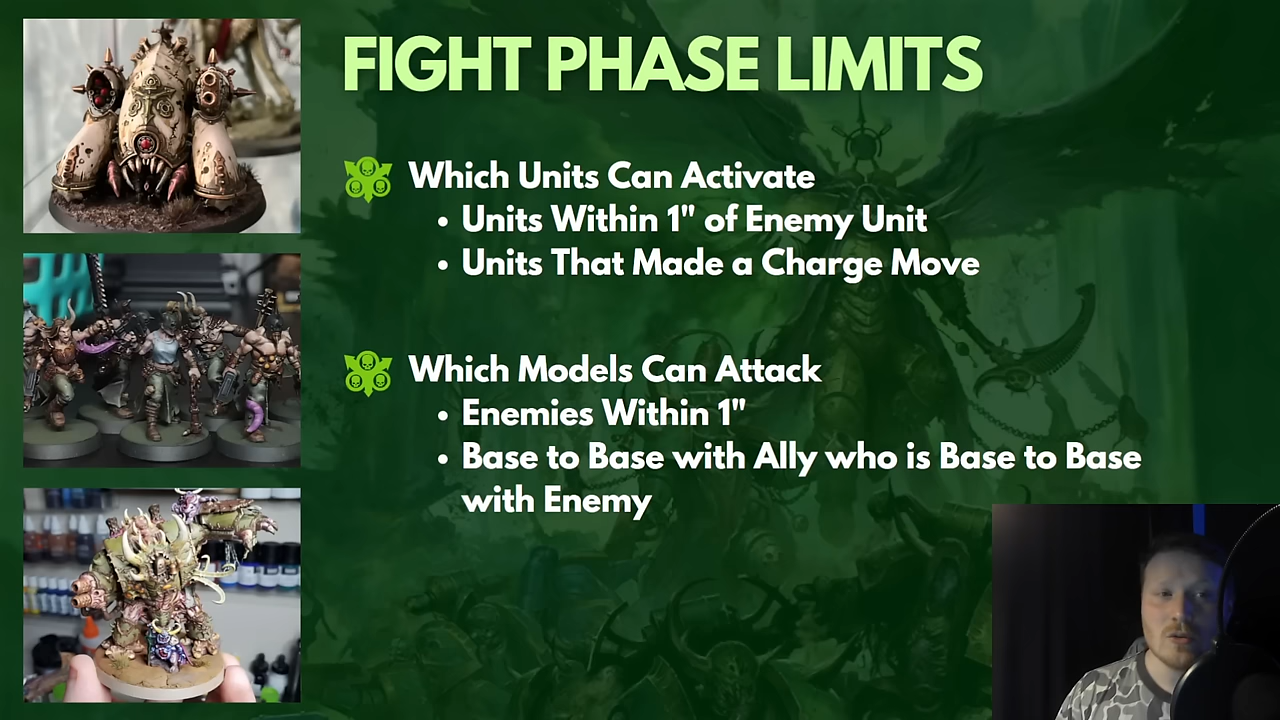 FIGHT PHASE LIMITS
Which Units Can Activate
• Units Within 1" of Enemy Unit
• Units That Made a Charge Move
Which Models Can Attack
• Enemies Within 1"
• Base to Base with Ally who is Base to Base
with Enemy